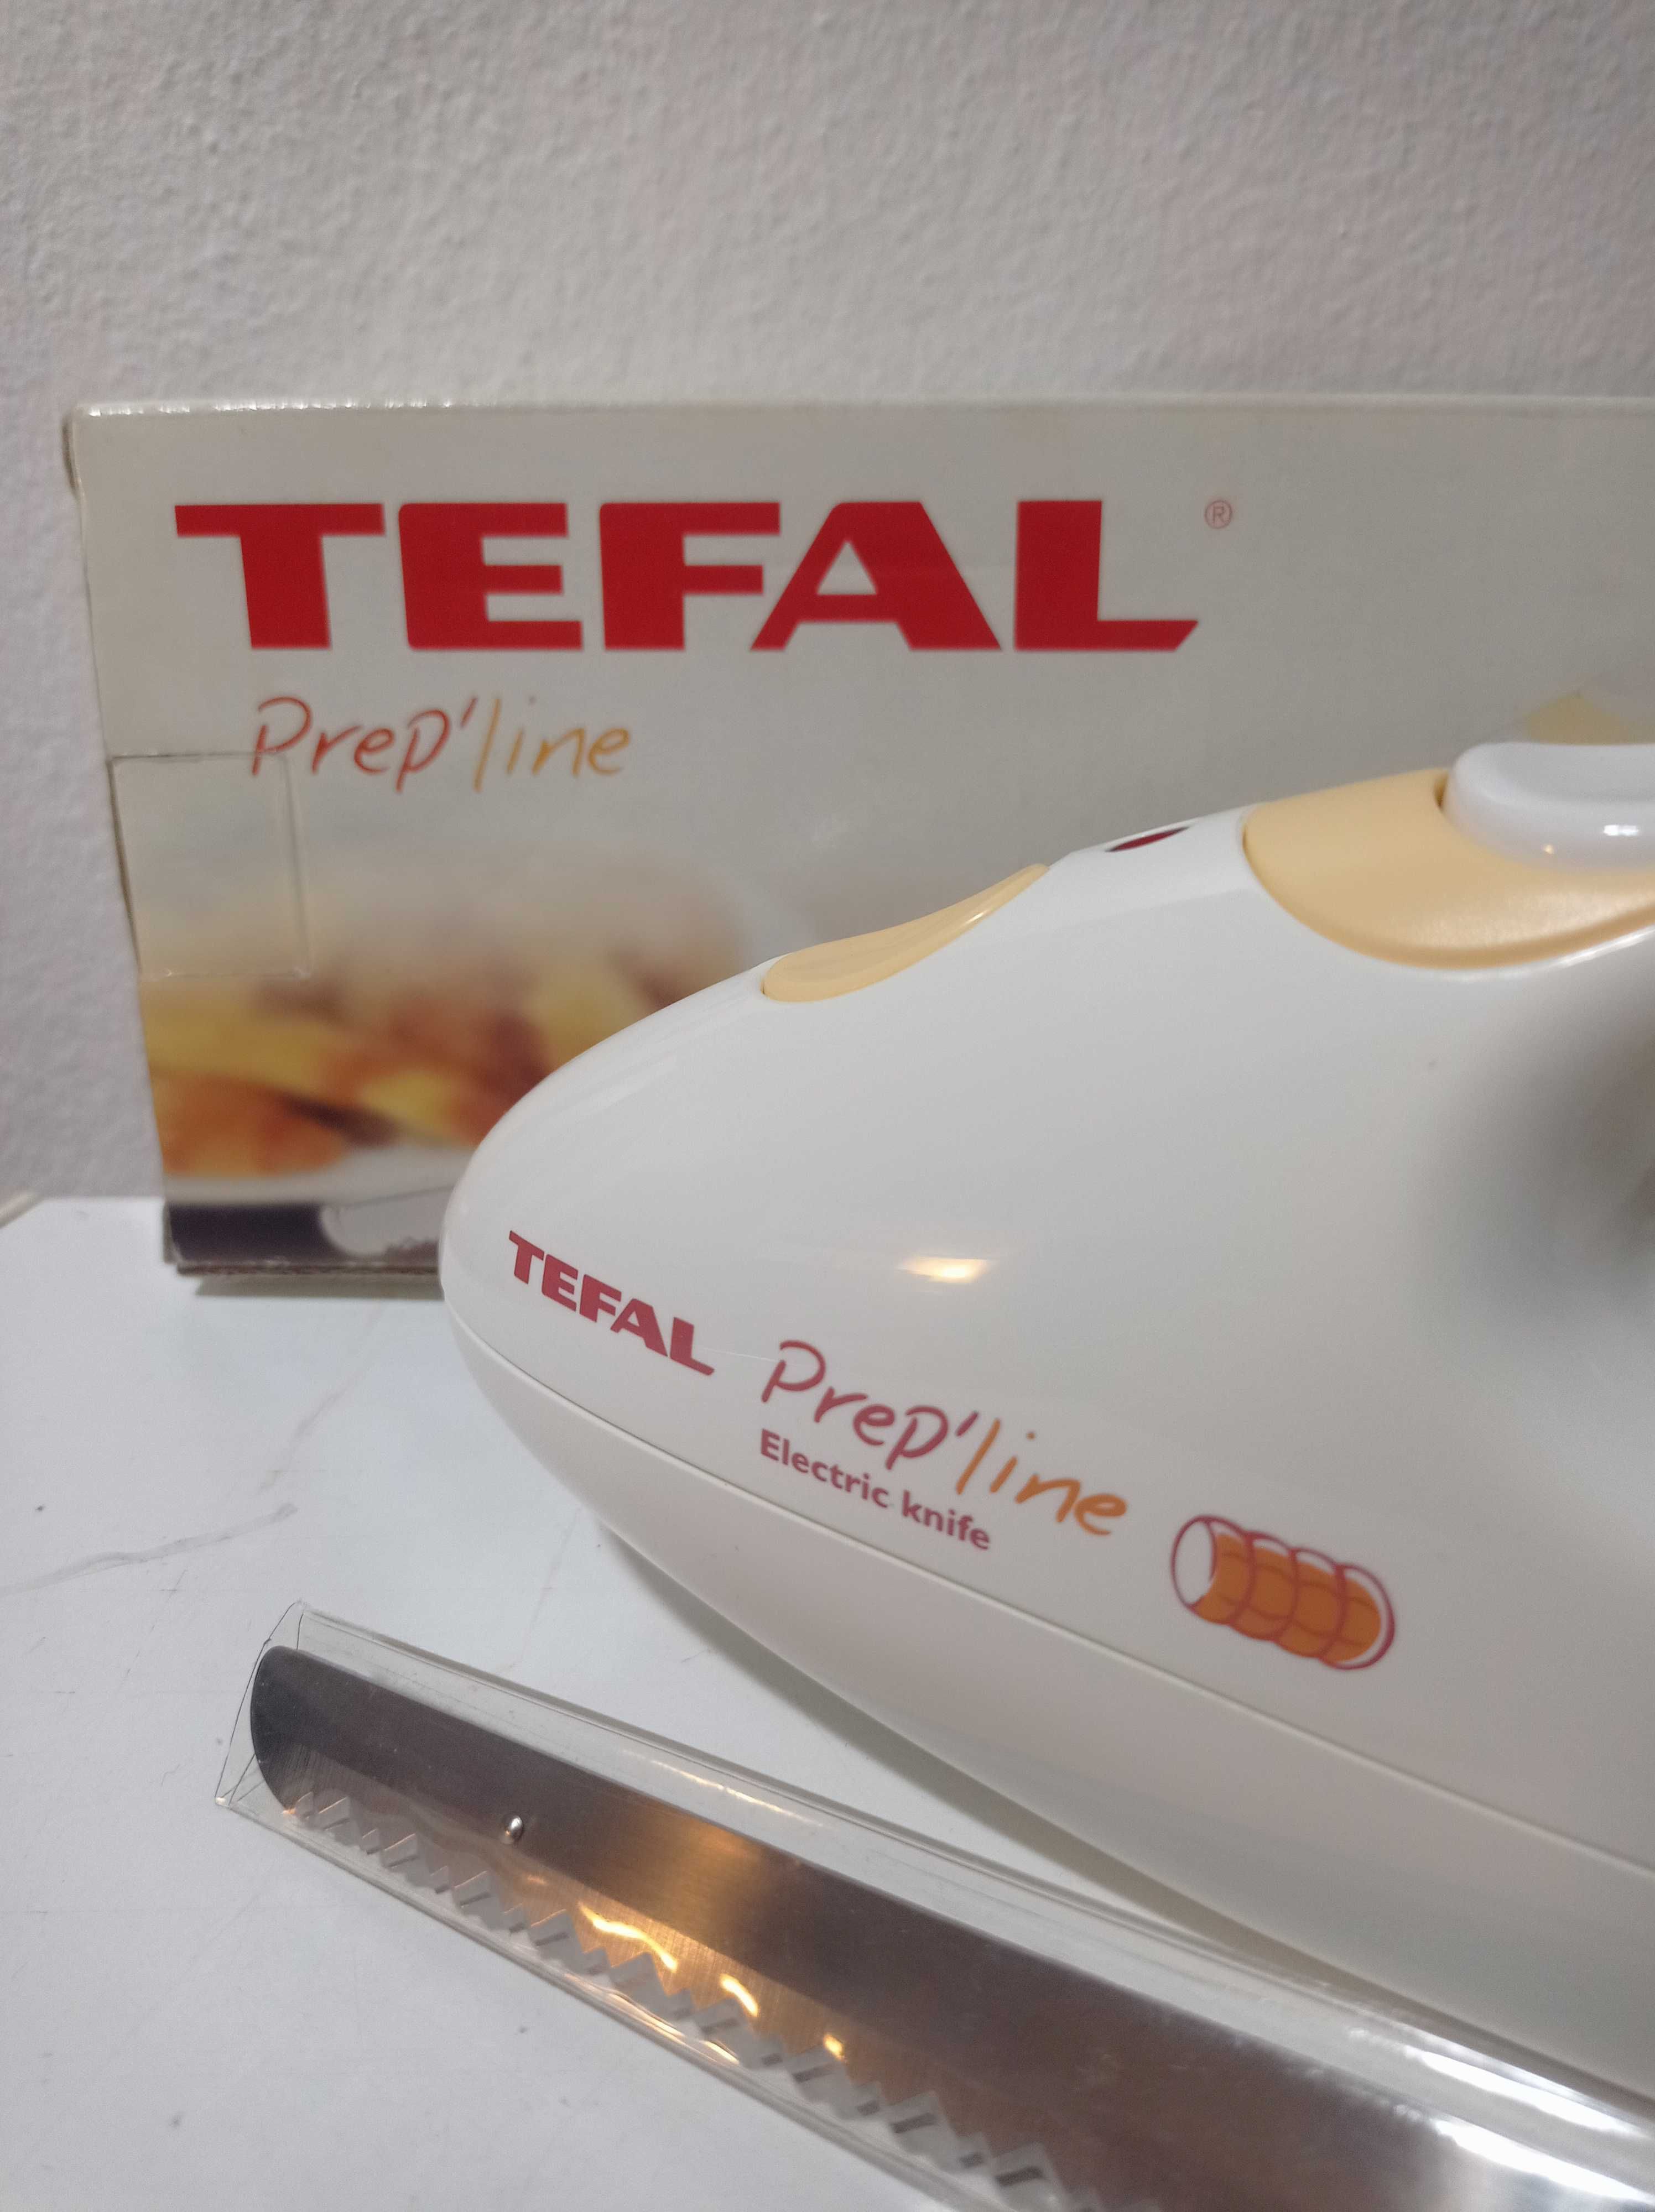 TEFAL ®
Prep'line
TEFAL Prep'line
Electric knife